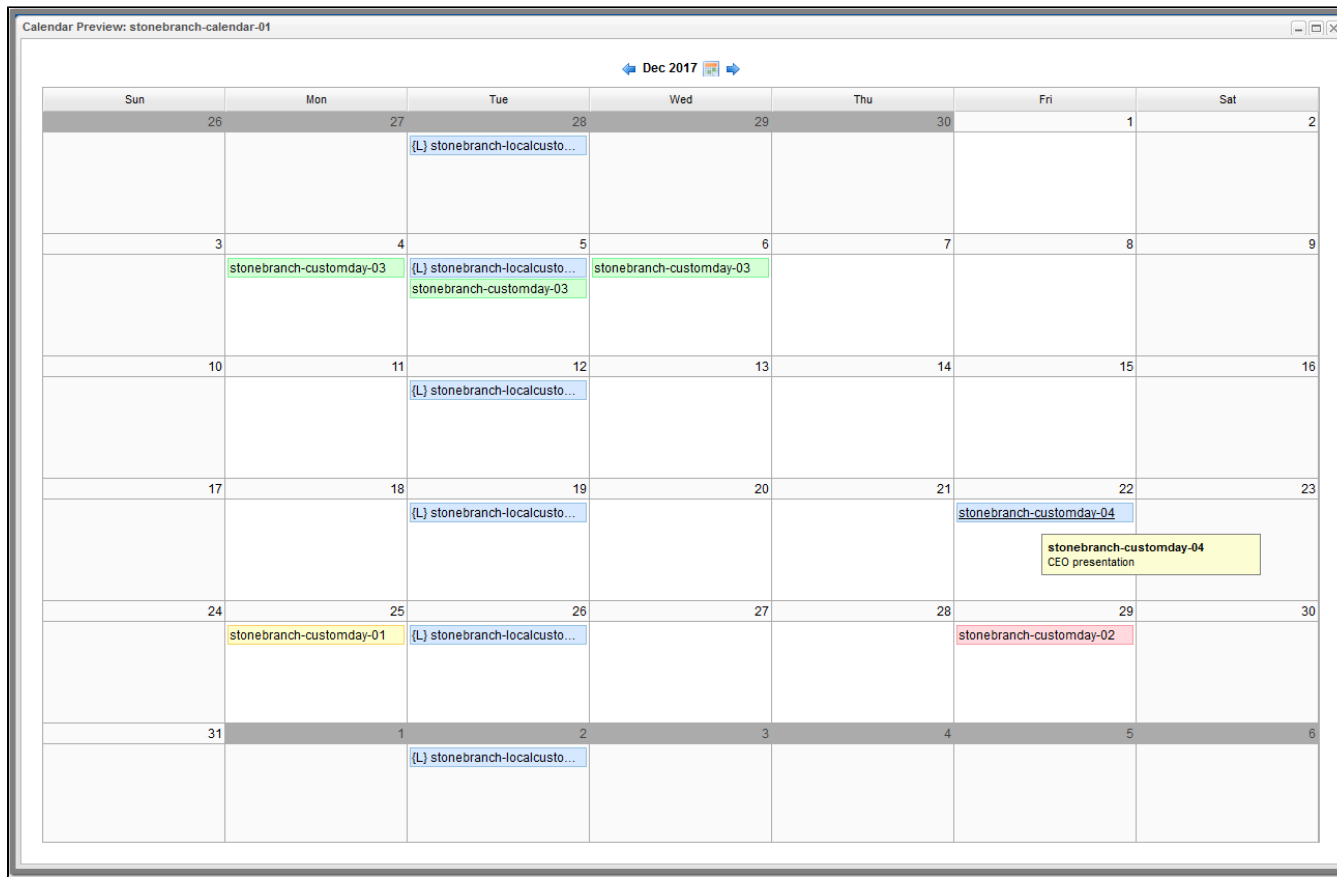 Calendar Preview: stonebranch-calendar-01
Dec 2017
Sun Mon Tue Wed Thu Fri Sat
26 27 28 29 30 1 2
{L} stonebranch-localcusto...
3 4 5 6 7 8 9
stonebranch-customday-03 {L} stonebranch-localcusto... stonebranch-customday-03
stonebranch-customday-03
10 11 12 13 14 15 16
{L} stonebranch-localcusto...
17 18 19 20 21 22 23
{L} stonebranch-localcusto... stonebranch-customday-04
stonebranch-customday-04
CEO presentation
24 25 26 27 28 29 30
stonebranch-customday-01 {L} stonebranch-localcusto... stonebranch-customday-02
31 1 2 3 4 5 6
{L} stonebranch-localcusto...